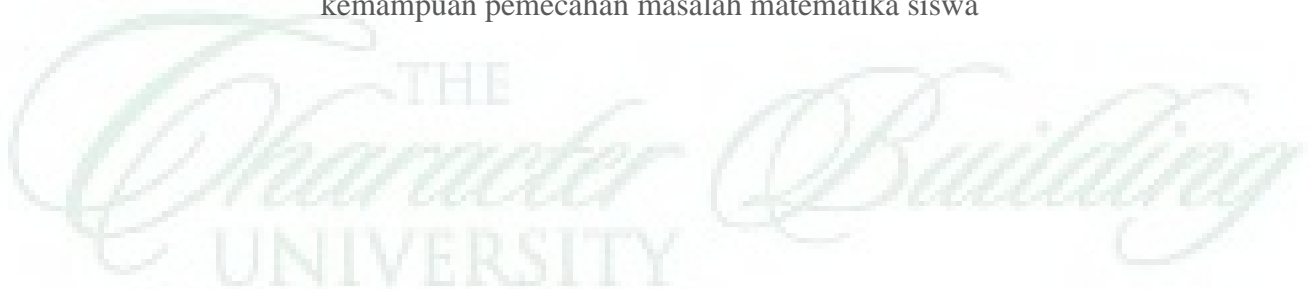 kemampuan pemecahan masalah matematika siswa
THE
Character Building
UNIVERSITY